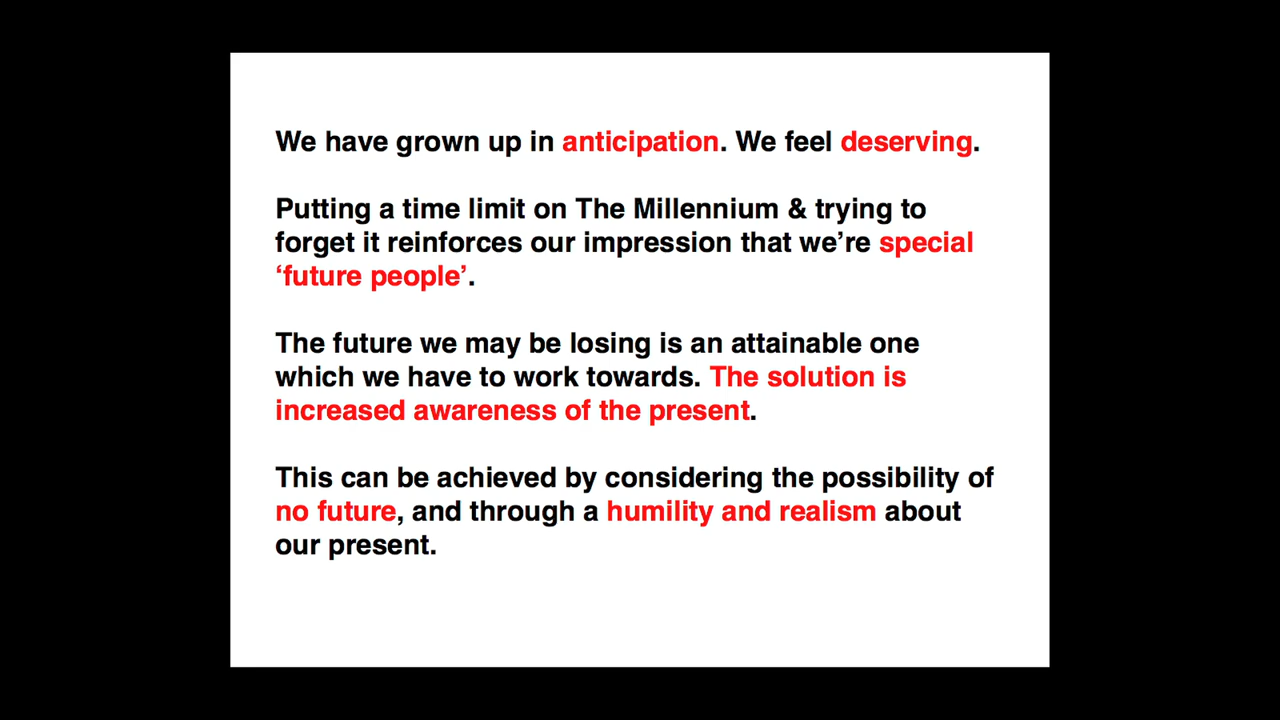 We have grown up in anticipation. We feel deserving.
Putting a time limit on The Millennium & trying to
forget it reinforces our impression that we’re special
‘future people’.
The future we may be losing is an attainable one
which we have to work towards. The solution is
increased awareness of the present.
This can be achieved by considering the possibility of
no future, and through a humility and realism about
our present.